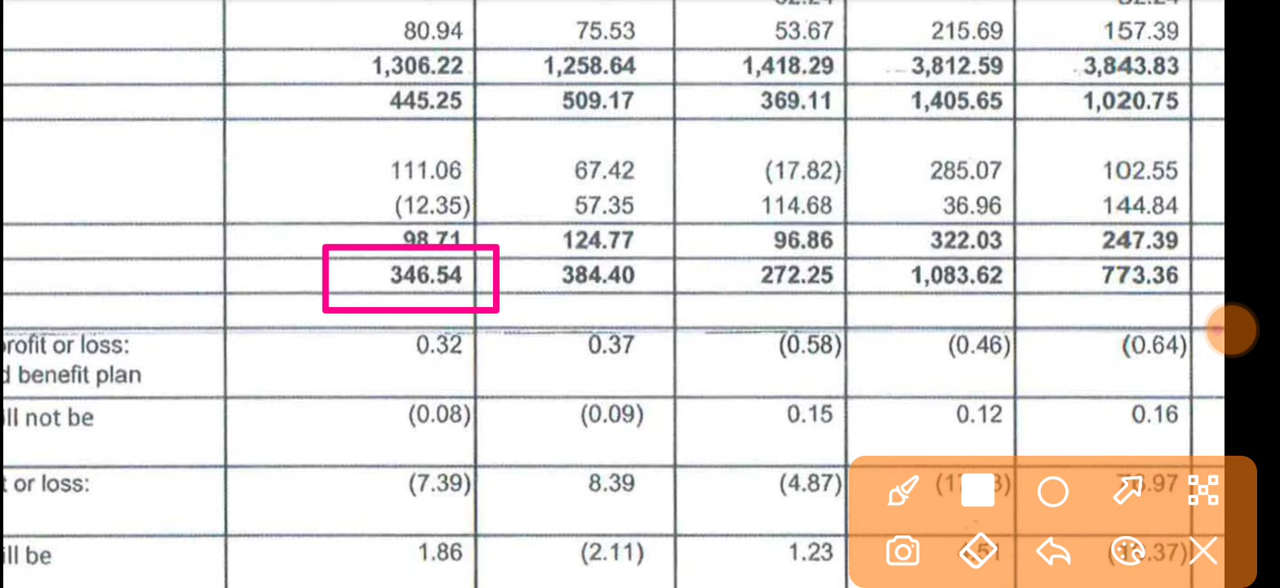 80.94 75.53 53.67 215.69 157.39
1,306.22 1,258.64 1,418.29 3,812.59 3,843.83
445.25 509.17 369.11 1,405.65 1,020.75
111.06 67.42 (17.82) 285.07 102.55
(12.35) 57.35 114.68 36.96 144.84
98.71 124.77 96.86 322.03 247.39
346.54 384.40 272.25 1,083.62 773.36
profit or loss: 0.32 0.37 (0.58) (0.46) (0.64)
d benefit plan
ill not be (0.08) (0.09) 0.15 0.12 0.16
t or loss: (7.39) 8.39 (4.87)
ill be 1.86 (2.11) 1.23